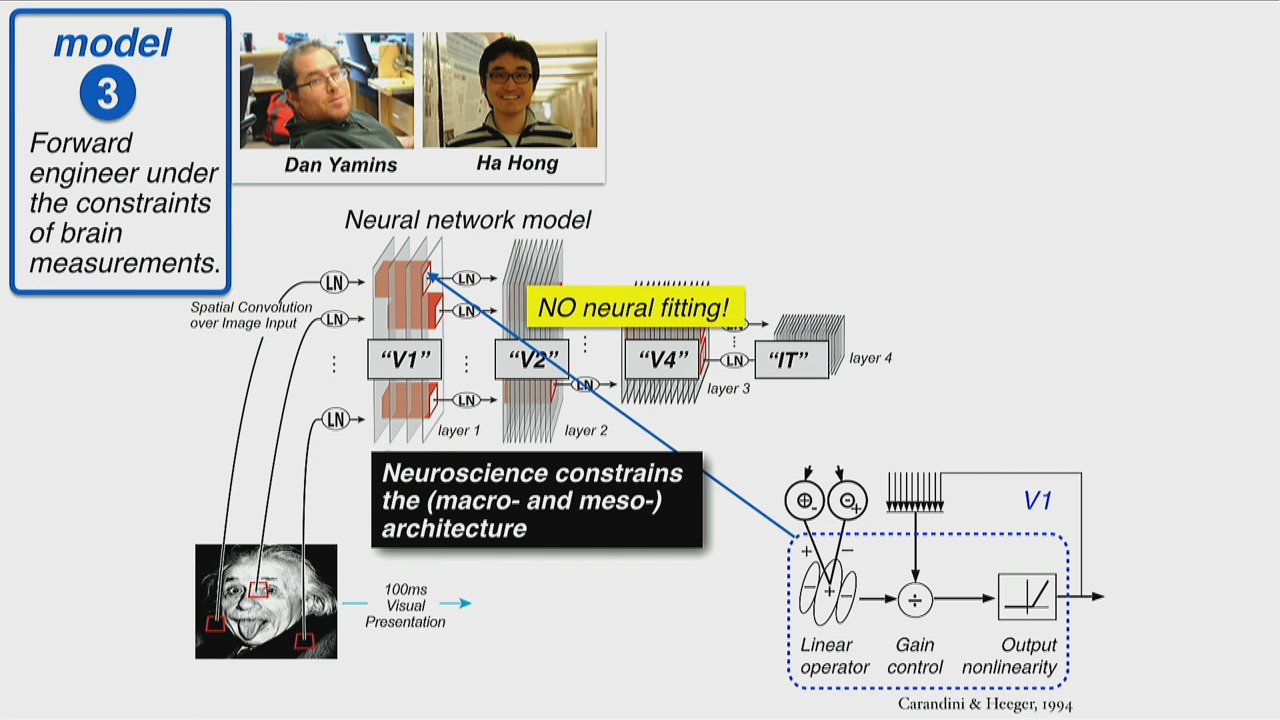 model
3
Forward
engineer under
the constraints
of brain
measurements.
Dan Yamins
Ha Hong
Neural network model
LN
LN
LN
Spatial Convolution
over Image Input
LN
LN
NO neural fitting!
LN
"V1"
"V2"
"V4"
LN
"IT"
layer 4
LN
layer 3
LN
LN
layer 1
layer 2
Neuroscience constrains
the (macro- and meso-)
architecture
100ms
Visual
Presentation
V1
+
-
-
+
+
−
−
+
−
÷
Linear
operator
Gain
control
Output
nonlinearity
Carandini & Heeger, 1994